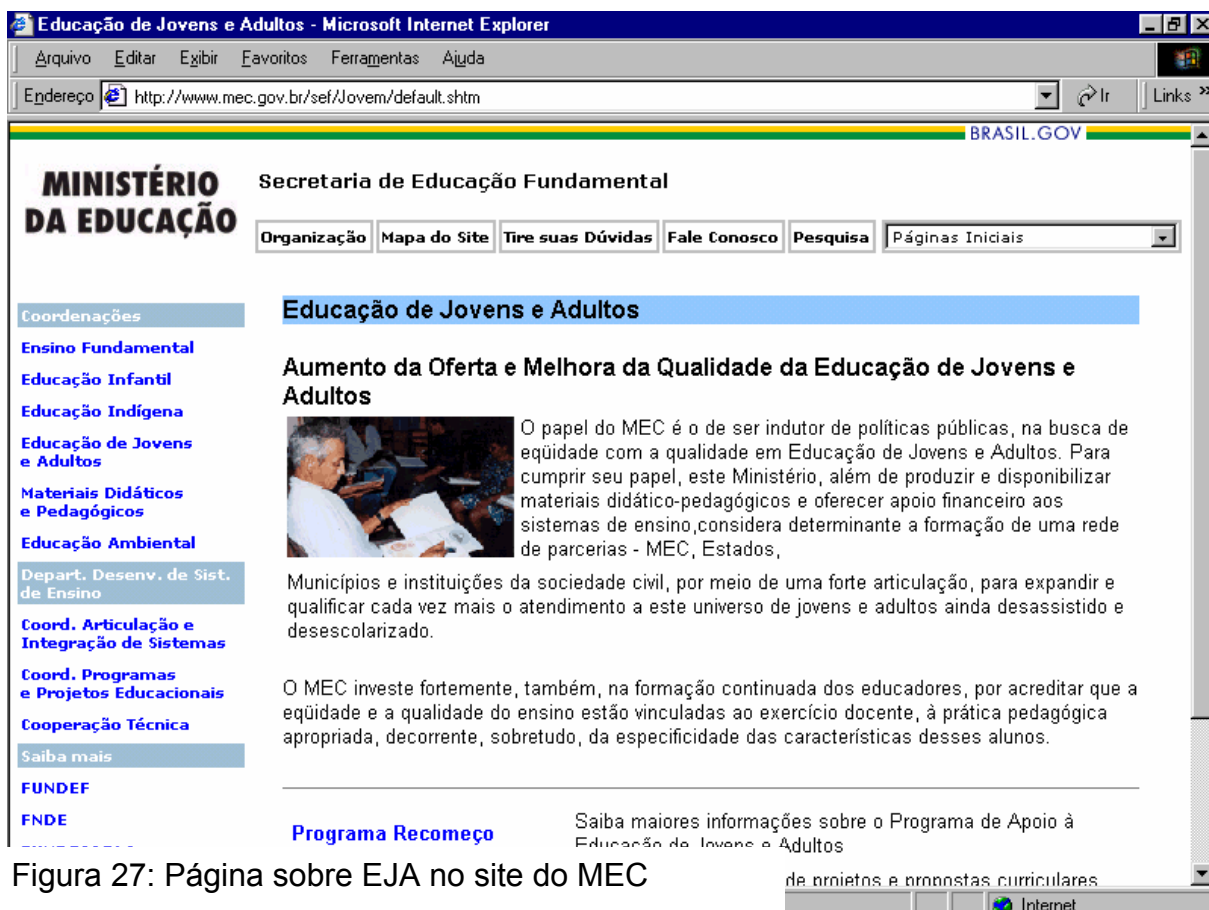 Educação de Jovens e Adultos - Microsoft Internet Explorer
Arquivo Editar Exibir Favoritos Ferramentas Ajuda
Endereço http://www.mec.gov.br/sef/Jovem/default.shtm Ir Links »
BRASIL.GOV
MINISTÉRIO
DA EDUCAÇÃO
Secretaria de Educação Fundamental
Organização Mapa do Site Tire suas Dúvidas Fale Conosco Pesquisa Páginas Iniciais
Coordenações
Ensino Fundamental
Educação Infantil
Educação Indígena
Educação de Jovens
e Adultos
Materiais Didáticos
e Pedagógicos
Educação Ambiental
Depart. Desenv. de Sist.
de Ensino
Coord. Articulação e
Integração de Sistemas
Coord. Programas
e Projetos Educacionais
Cooperação Técnica
Saiba mais
FUNDEF
FNDE
Educação de Jovens e Adultos
Aumento da Oferta e Melhora da Qualidade da Educação de Jovens e
Adultos
O papel do MEC é o de ser indutor de políticas públicas, na busca de
eqüidade com a qualidade em Educação de Jovens e Adultos. Para
cumprir seu papel, este Ministério, além de produzir e disponibilizar
materiais didático-pedagógicos e oferecer apoio financeiro aos
sistemas de ensino,considera determinante a formação de uma rede
de parcerias - MEC, Estados,
Municípios e instituições da sociedade civil, por meio de uma forte articulação, para expandir e
qualificar cada vez mais o atendimento a este universo de jovens e adultos ainda desassistido e
desescolarizado.
O MEC investe fortemente, também, na formação continuada dos educadores, por acreditar que a
eqüidade e a qualidade do ensino estão vinculadas ao exercício docente, à prática pedagógica
apropriada, decorrente, sobretudo, da especificidade das características desses alunos.
Programa Recomeço
Saiba maiores informações sobre o Programa de Apoio à
Educação de Jovens e Adultos
de projetos e propostas curriculares
Internet
Figura 27: Página sobre EJA no site do MEC